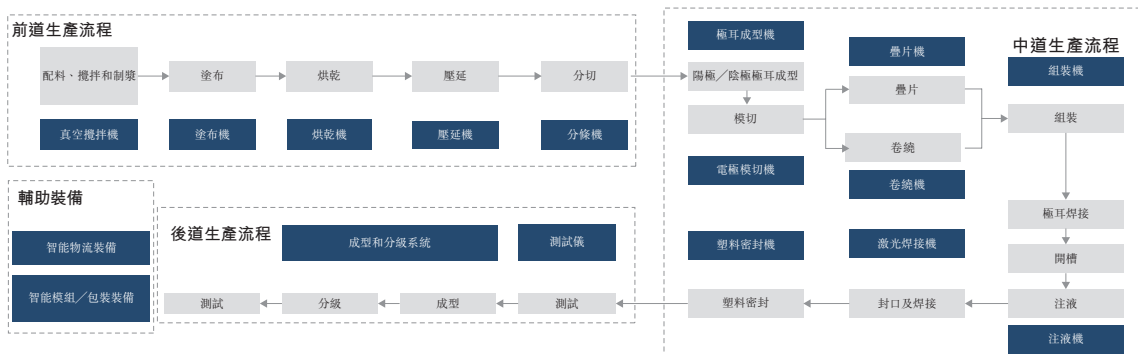 前道生產流程
配料、攪拌和制漿
塗布
烘乾
壓延
分切
真空攪拌機
塗布機
烘乾機
壓延機
分條機
中道生產流程
極耳成型機
疊片機
組裝機
陽極／陰極極耳成型
疊片
模切
組裝
卷繞
電極模切機
卷繞機
極耳焊接
塑料密封機
激光焊接機
開槽
塑料密封
封口及焊接
注液
注液機
輔助裝備
智能物流裝備
智能模組／包裝裝備
後道生產流程
成型和分級系統
測試儀
測試
分級
成型
測試